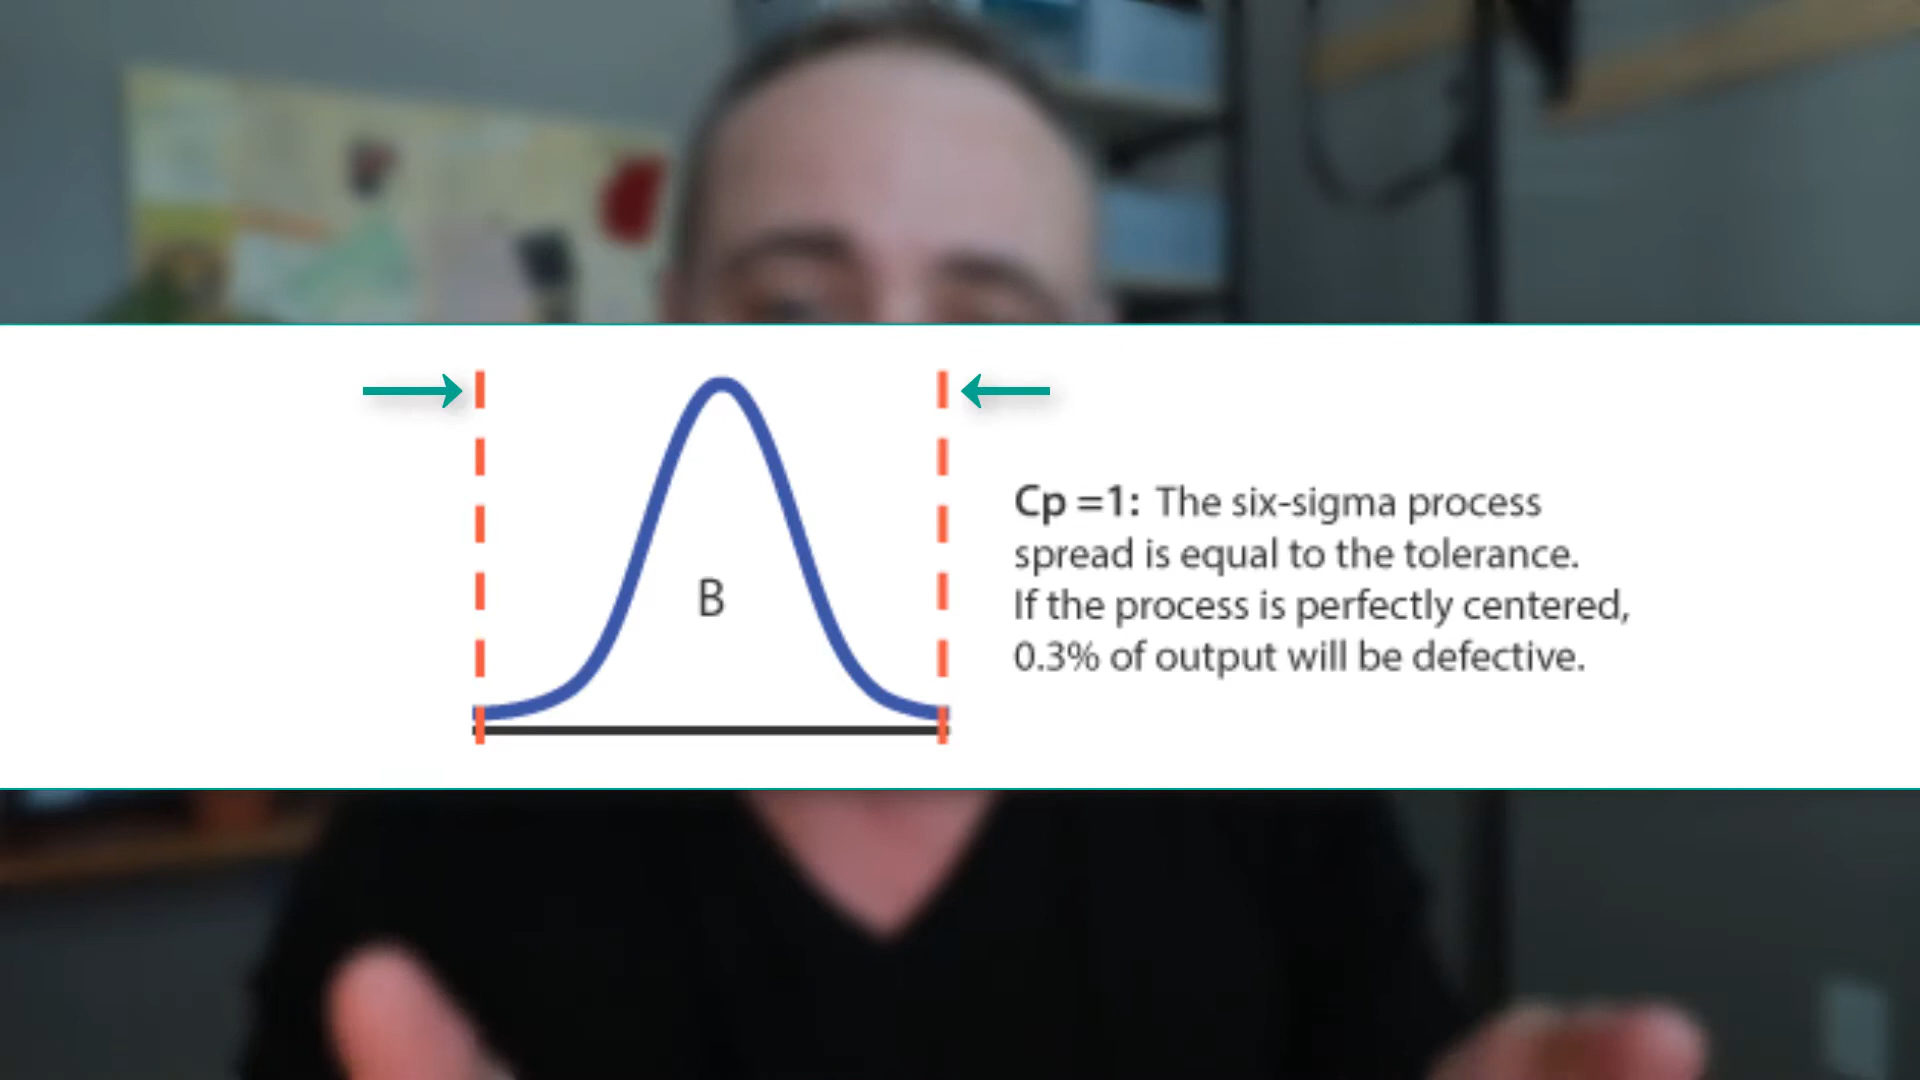 B
Cp =1: The six-sigma process
spread is equal to the tolerance.
If the process is perfectly centered,
0.3% of output will be defective.